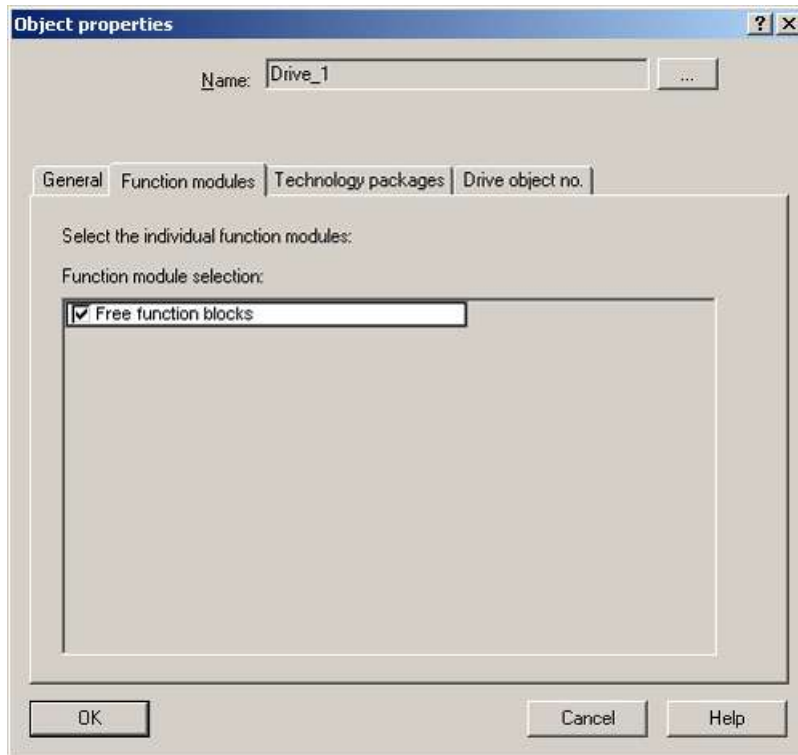 Object properties
Name: Drive_1 ...
General Function modules Technology packages Drive object no.
Select the individual function modules:
Function module selection:
Free function blocks
OK Cancel Help